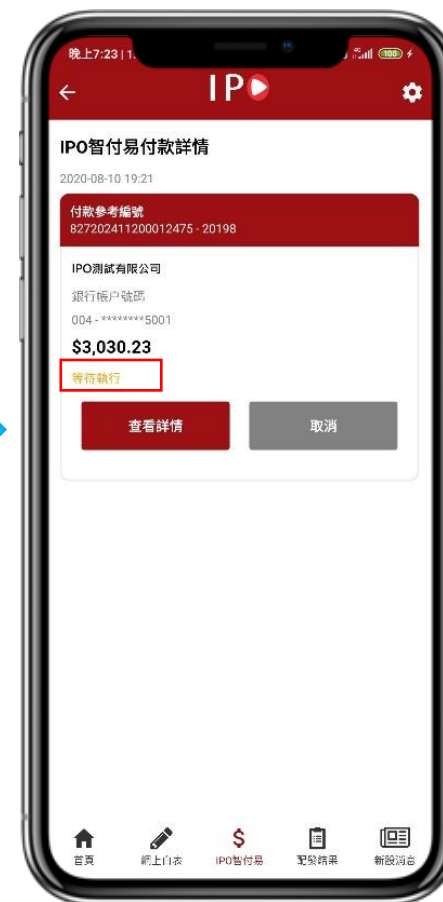 晚上7:23 | 1.
100
IPO
IPO智付易付款詳情
2020-08-10 19:21
付款參考編號
827202411200012475 - 20198
IPO測試有限公司
銀行帳户號碼
004 - ********5001
$3,030.23
等待執行
查看詳情
取消
首頁
網上白表
IPO智付易
配發結果
新股消息